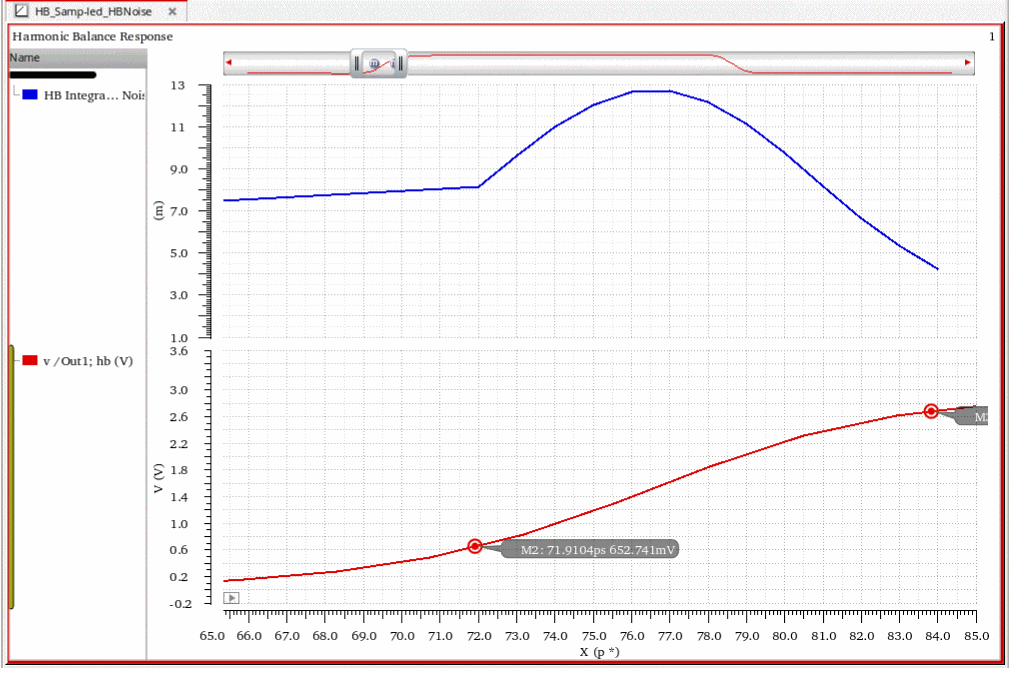 HB_Samp-led_HBNoise
Harmonic Balance Response
1
Name
HB Integra... Nois
13
11
9.0
7.0
5.0
3.0
1.0
(m)
v /Out1; hb (V)
3.6
3.0
2.6
2.2
1.8
1.4
1.0
0.6
0.2
-0.2
V (V)
M2: 71.9104ps 652.741mV
65.0 66.0 67.0 68.0 69.0 70.0 71.0 72.0 73.0 74.0 75.0 76.0 77.0 78.0 79.0 80.0 81.0 82.0 83.0 84.0 85.0
X (p *)